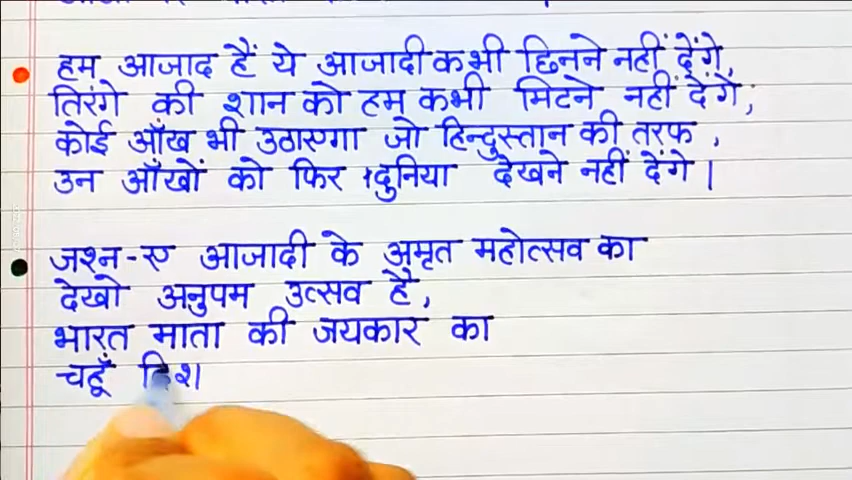 हम आजाद हैं ये आजादी कभी छिनने नहीं देंगे,
तिरंगे की शान को हम कभी मिटने नहीं देंगे,
कोई आँख भी उठाएगा जो हिन्दुस्तान की तरफ,
उन आँखों को फिर दुनिया देखने नहीं देंगे।
जश्न-ए आजादी के अमृत महोत्सव का
देखो अनुपम उत्सव है,
भारत माता की जयकार का
चहूँ दिश